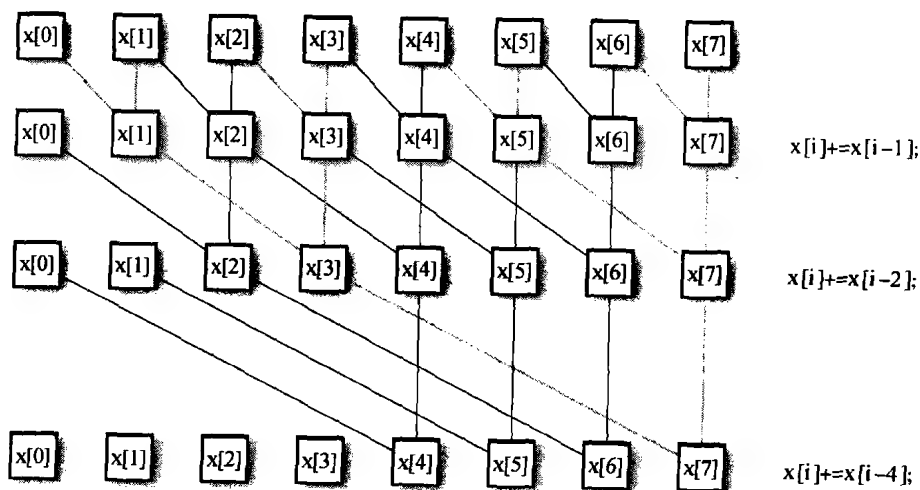 x[0] x[1] x[2] x[3] x[4] x[5] x[6] x[7]
x[0] x[1] x[2] x[3] x[4] x[5] x[6] x[7] x[i]+=x[i-1];
x[0] x[1] x[2] x[3] x[4] x[5] x[6] x[7] x[i]+=x[i-2];
x[0] x[1] x[2] x[3] x[4] x[5] x[6] x[7] x[i]+=x[i-4];